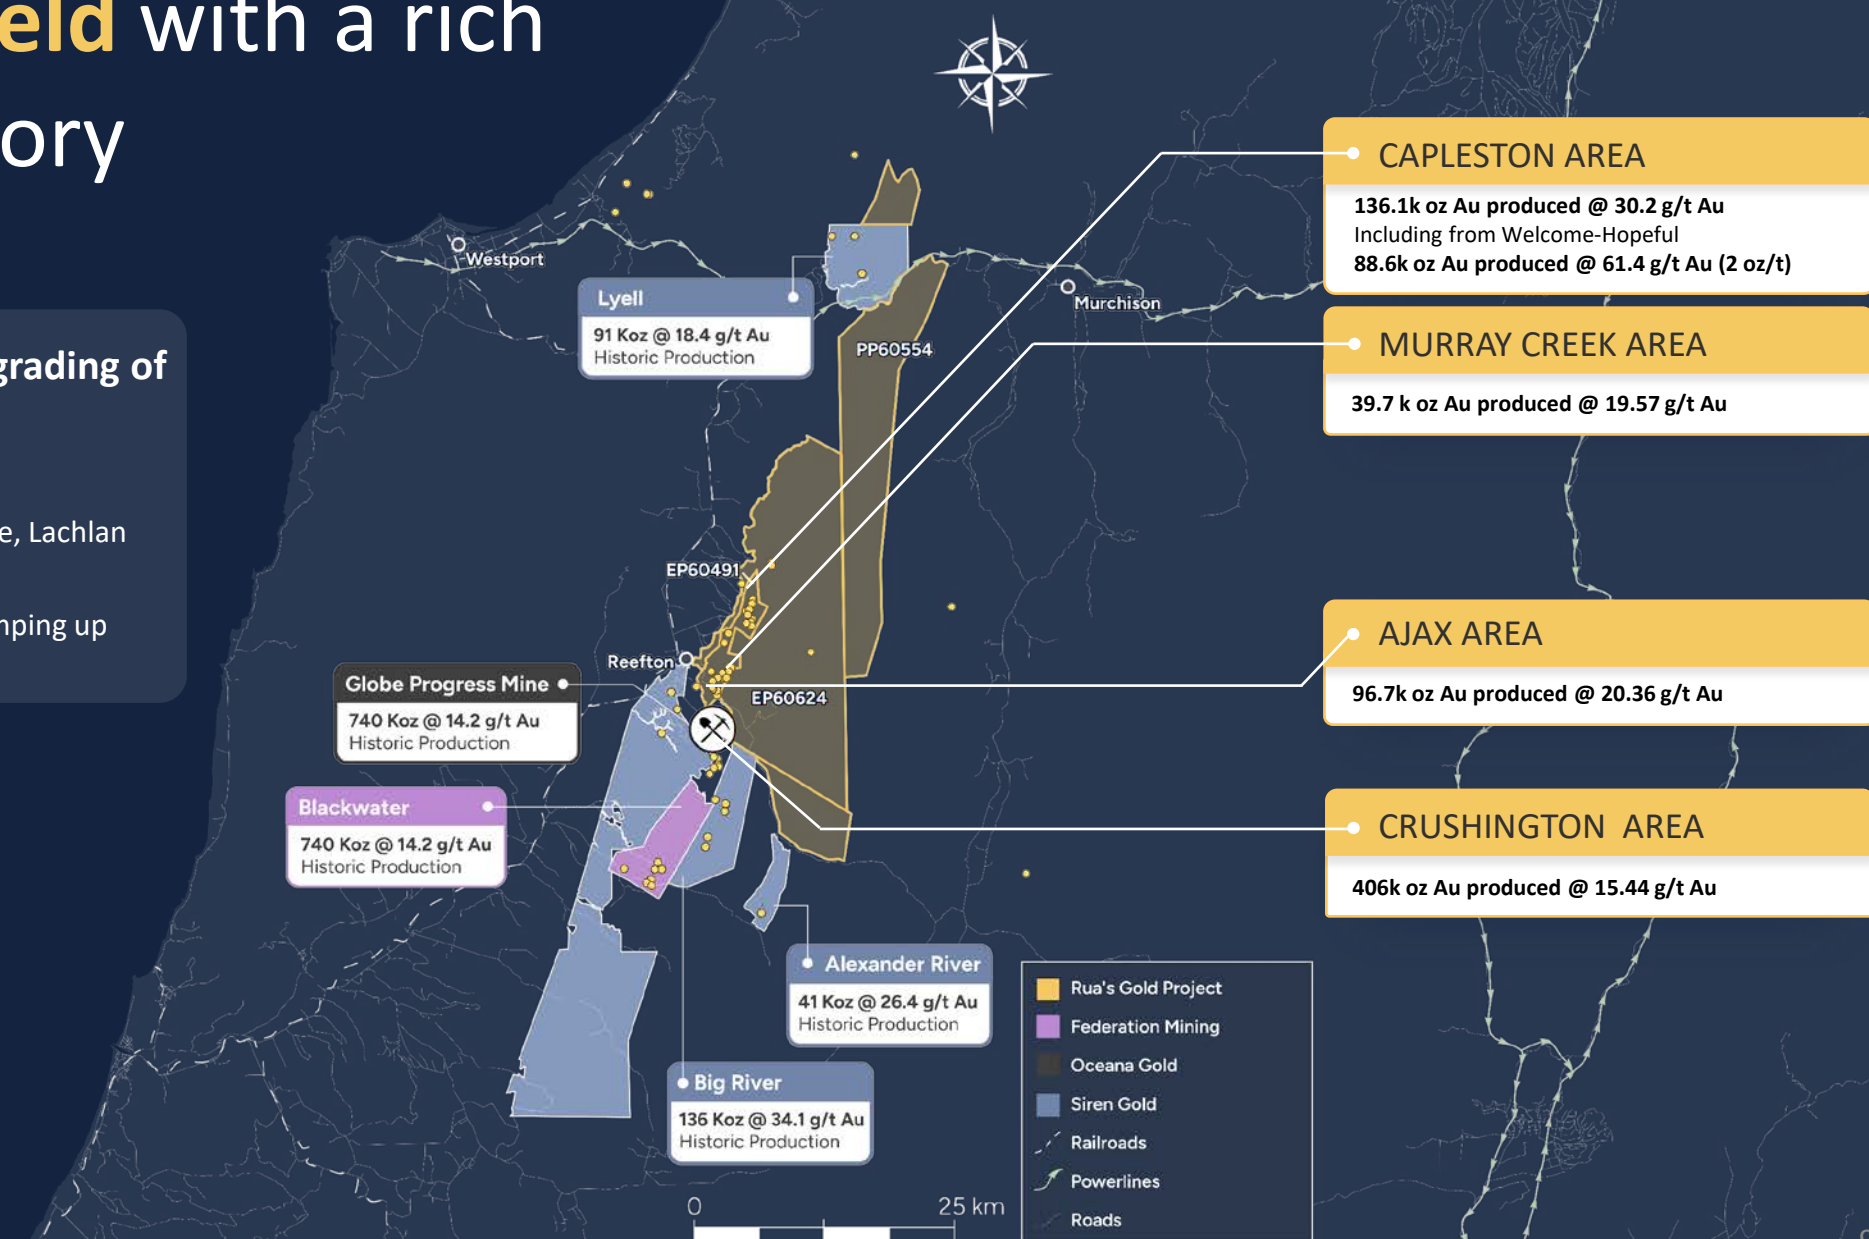 eld with a rich
ory
grading of
e, Lachlan
mping up
Westport
Lyell
91 Koz @ 18.4 g/t Au
Historic Production
Murchison
PP60554
EP60491
Reefton
EP60624
Globe Progress Mine
740 Koz @ 14.2 g/t Au
Historic Production
Blackwater
740 Koz @ 14.2 g/t Au
Historic Production
Alexander River
41 Koz @ 26.4 g/t Au
Historic Production
Big River
136 Koz @ 34.1 g/t Au
Historic Production
CAPLESTON AREA
136.1k oz Au produced @ 30.2 g/t Au
Including from Welcome-Hopeful
88.6k oz Au produced @ 61.4 g/t Au (2 oz/t)
MURRAY CREEK AREA
39.7 k oz Au produced @ 19.57 g/t Au
AJAX AREA
96.7k oz Au produced @ 20.36 g/t Au
CRUSHINGTON AREA
406k oz Au produced @ 15.44 g/t Au
Rua's Gold Project
Federation Mining
Oceana Gold
Siren Gold
Railroads
Powerlines
Roads
0 25 km